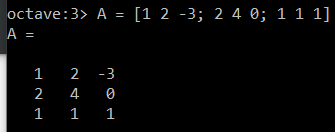 octave:3> A = [1 2 -3; 2 4 0; 1 1 1]
A =
1 2 -3
2 4 0
1 1 1